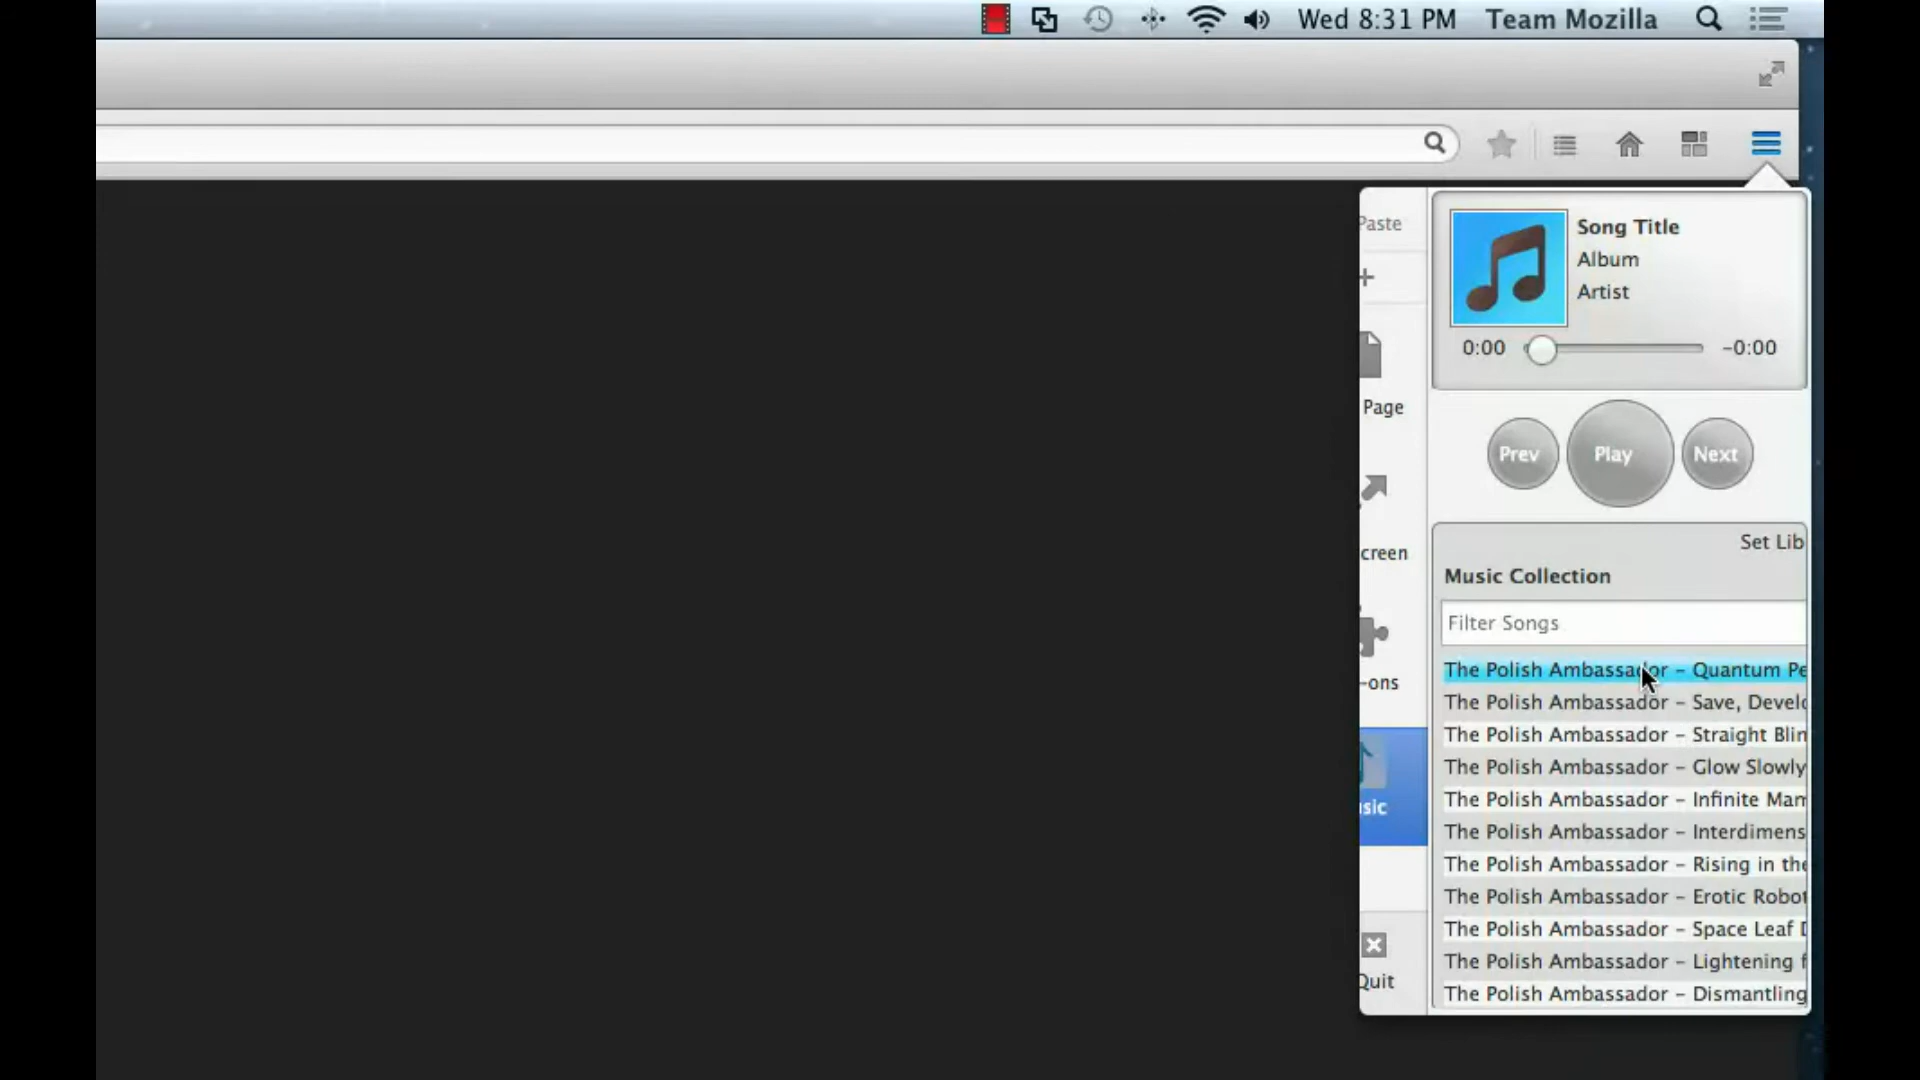 Wed 8:31 PM Team Mozilla
Paste
Page
creen
-ons
sic
Quit
Song Title
Album
Artist
0:00 -0:00
Prev Play Next
Set Lib
Music Collection
Filter Songs
The Polish Ambassador – Quantum Pe
The Polish Ambassador – Save, Develo
The Polish Ambassador – Straight Blin
The Polish Ambassador – Glow Slowly
The Polish Ambassador – Infinite Mam
The Polish Ambassador – Interdimens
The Polish Ambassador – Rising in the
The Polish Ambassador – Erotic Robot
The Polish Ambassador – Space Leaf D
The Polish Ambassador – Lightening f
The Polish Ambassador – Dismantling